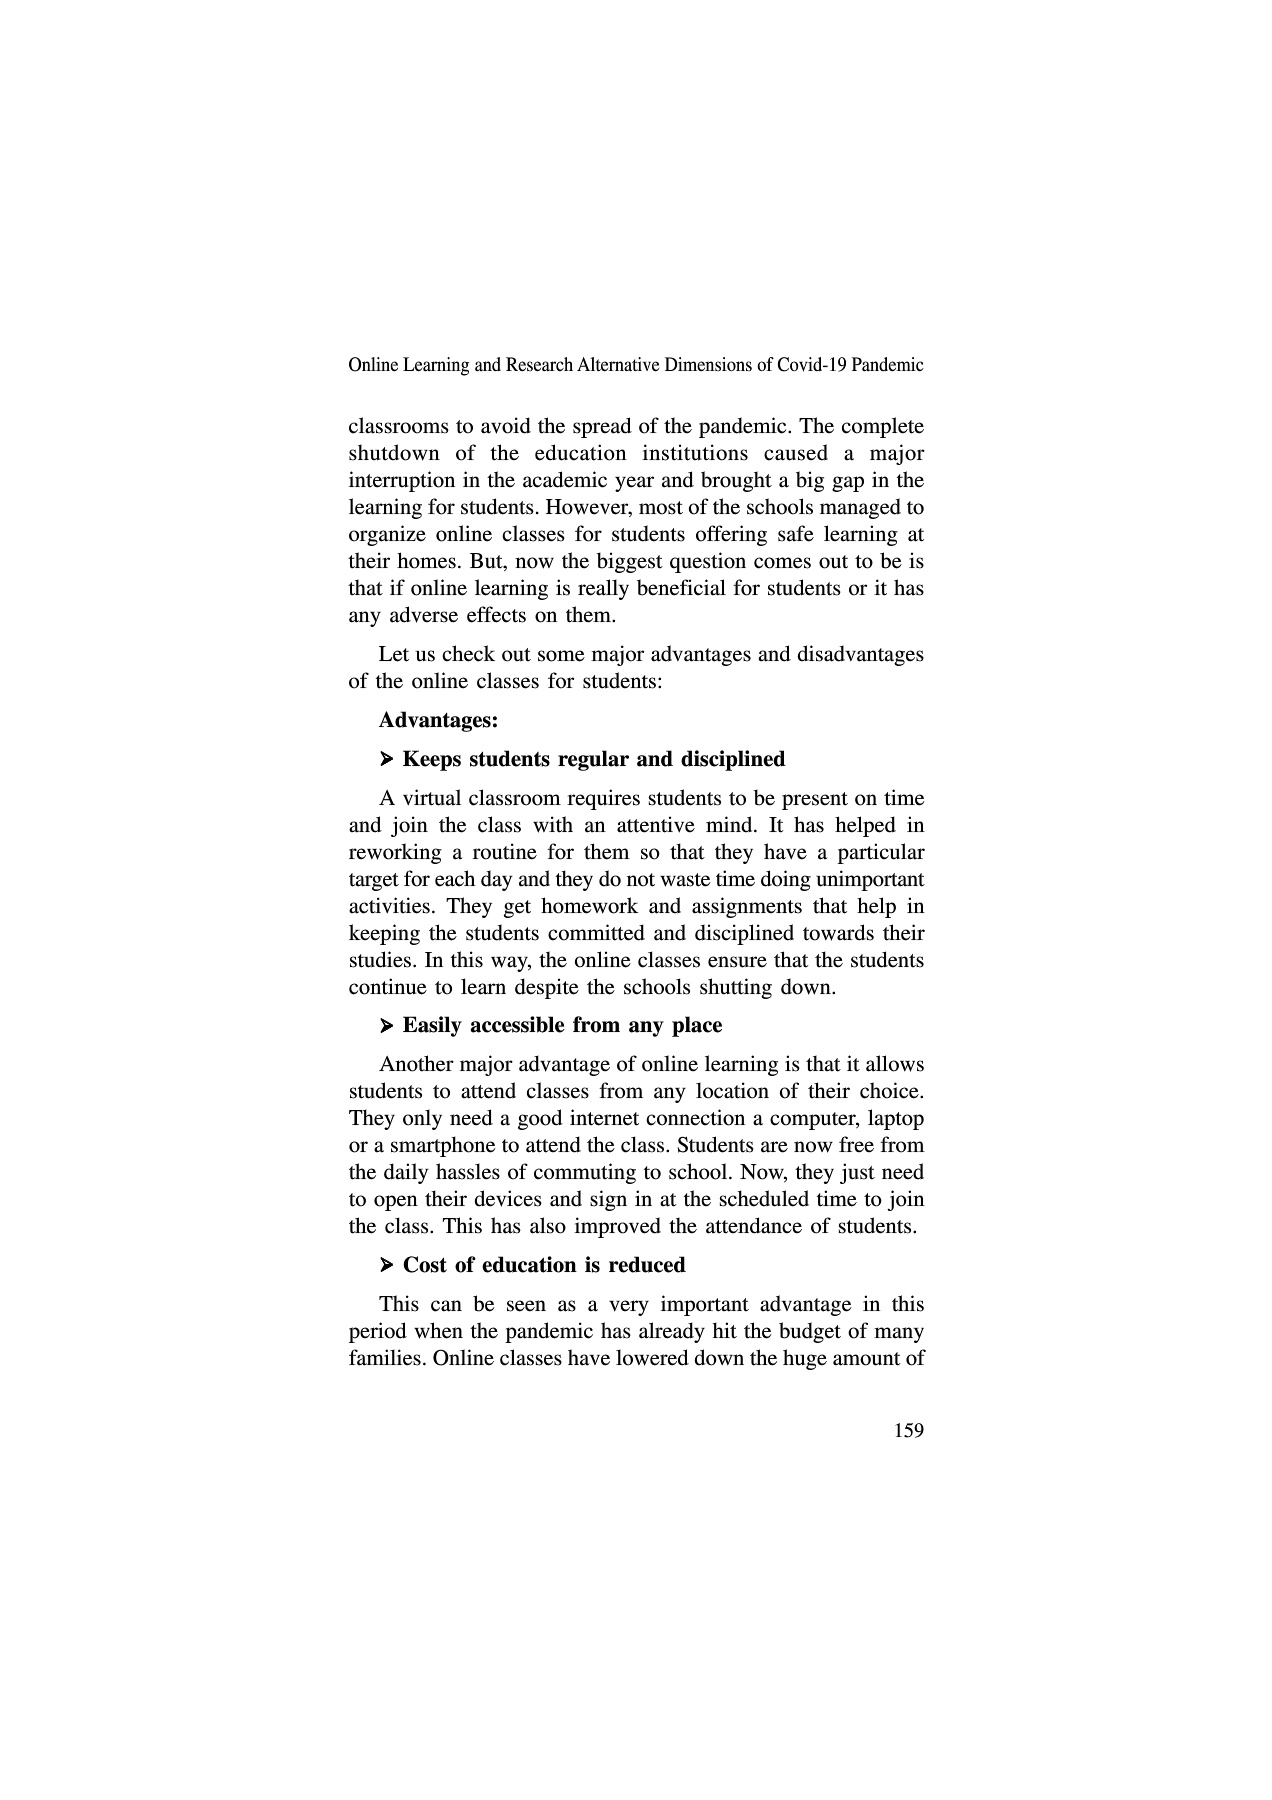 Online Learning and Research Alternative Dimensions of Covid-19 Pandemic
classrooms to avoid the spread of the pandemic. The complete
shutdown of the education institutions caused a major
interruption in the academic year and brought a big gap in the
learning for students. However, most of the schools managed to
organize online classes for students offering safe learning at
their homes. But, now the biggest question comes out to be is
that if online learning is really beneficial for students or it has
any adverse effects on them.
Let us check out some major advantages and disadvantages
of the online classes for students:
Advantages:
➢ Keeps students regular and disciplined
A virtual classroom requires students to be present on time
and join the class with an attentive mind. It has helped in
reworking a routine for them so that they have a particular
target for each day and they do not waste time doing unimportant
activities. They get homework and assignments that help in
keeping the students committed and disciplined towards their
studies. In this way, the online classes ensure that the students
continue to learn despite the schools shutting down.
➢ Easily accessible from any place
Another major advantage of online learning is that it allows
students to attend classes from any location of their choice.
They only need a good internet connection a computer, laptop
or a smartphone to attend the class. Students are now free from
the daily hassles of commuting to school. Now, they just need
to open their devices and sign in at the scheduled time to join
the class. This has also improved the attendance of students.
➢ Cost of education is reduced
This can be seen as a very important advantage in this
period when the pandemic has already hit the budget of many
families. Online classes have lowered down the huge amount of
159